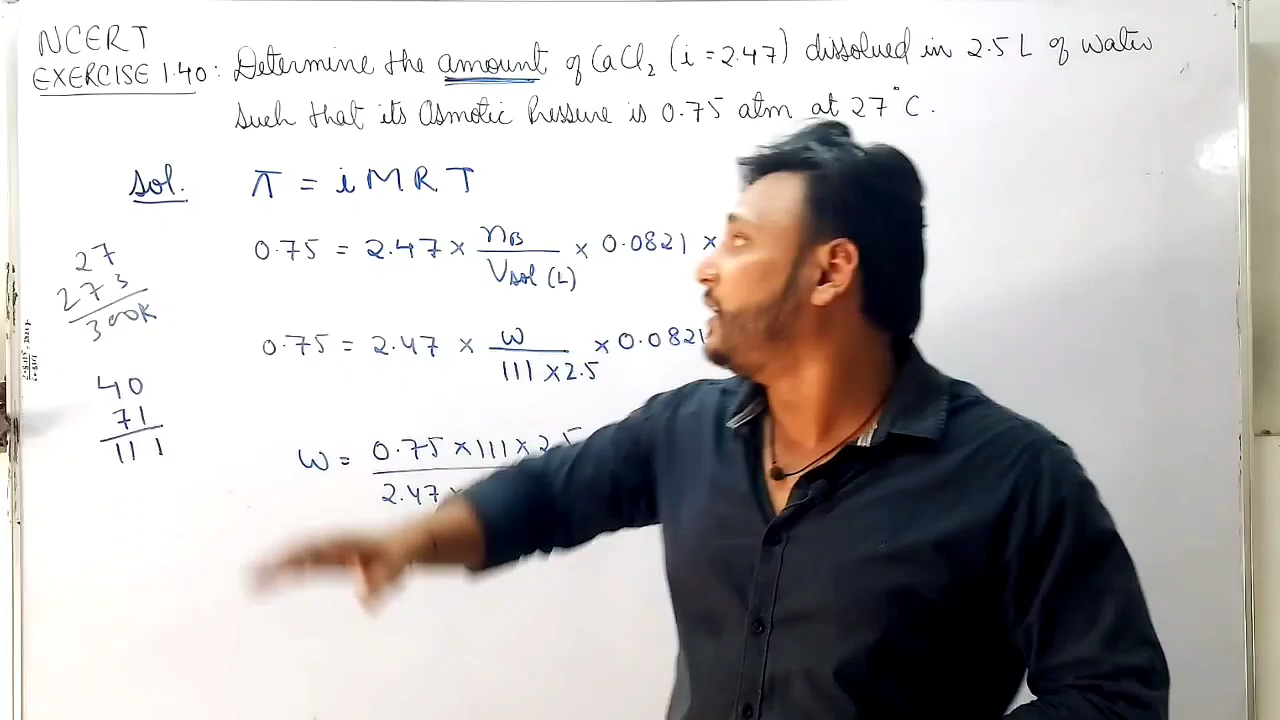 NCERT
EXERCISE 1.40: Determine the amount of CaCl₂ (i = 2.47) dissolved in 2.5 L of water
such that its Osmotic Pressure is 0.75 atm at 27°C.
Sol. π = i M R T
27
273
300K
0.75 = 2.47 × nB / Vsol (L) × 0.0821 ×
0.75 = 2.47 × w / 111 × 2.5 × 0.0821
40
71
111
w = 0.75 × 111 × 2.5 / 2.47 ×